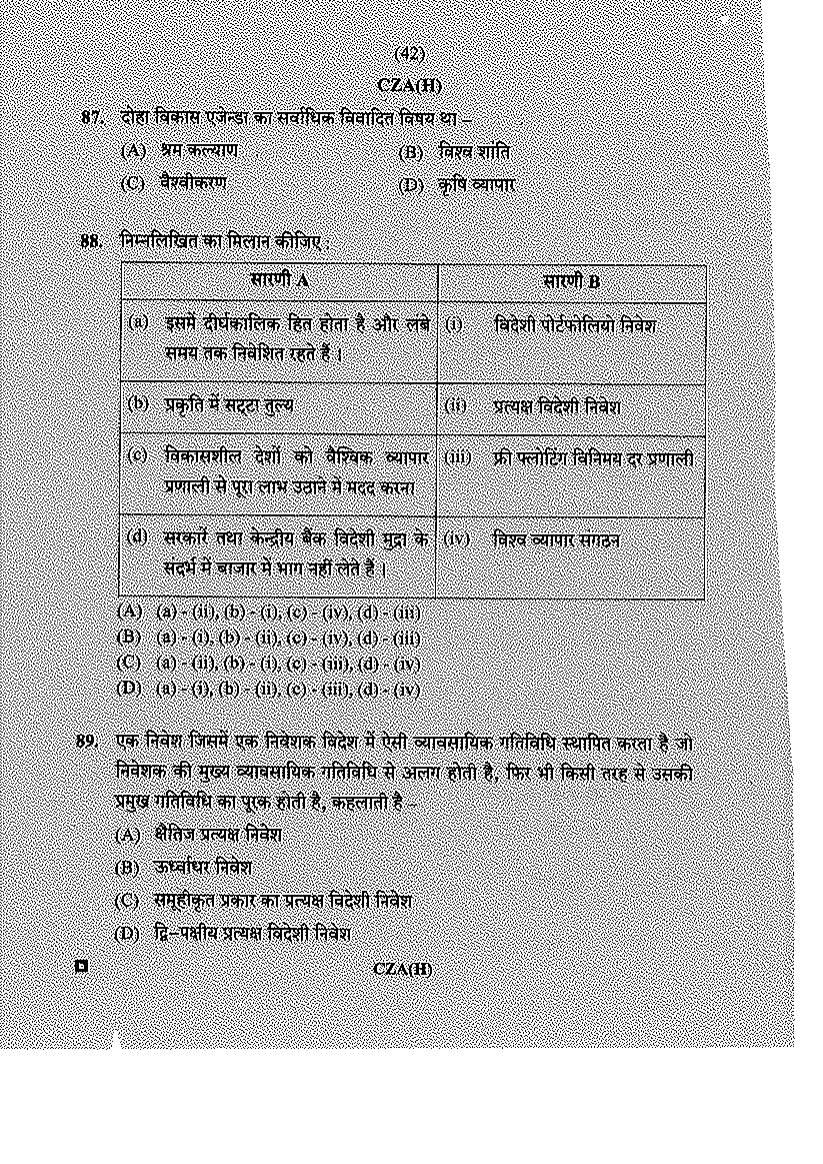 (42)
CZA(H)
87. दोहा विकास एजेन्डा का सर्वाधिक विवादित विषय था –
(A) श्रम कल्याण (B) विश्व शांति
(C) वैश्वीकरण (D) कृषि व्यापार
88. निम्नलिखित का मिलान कीजिए :
सारणी A सारणी B
(a) इसमें दीर्घकालिक हित होता है और लंबे (i) विदेशी पोर्टफोलियो निवेश
समय तक निवेशित रहते हैं ।
(b) प्रकृति में सट्टा तुल्य (ii) प्रत्यक्ष विदेशी निवेश
(c) विकासशील देशों को वैश्विक व्यापार (iii) फ्री फ्लोटिंग विनिमय दर प्रणाली
प्रणाली से पूरा लाभ उठाने में मदद करना
(d) सरकारें तथा केन्द्रीय बैंक विदेशी मुद्रा के (iv) विश्व व्यापार संगठन
संदर्भ में बाजार में भाग नहीं लेते हैं ।
(A) (a) - (ii), (b) - (i), (c) - (iv), (d) - (iii)
(B) (a) - (i), (b) - (ii), (c) - (iv), (d) - (iii)
(C) (a) - (ii), (b) - (i), (c) - (iii), (d) - (iv)
(D) (a) - (i), (b) - (ii), (c) - (iii), (d) - (iv)
89. एक निवेश जिसमें एक निवेशक विदेश में ऐसी व्यावसायिक गतिविधि स्थापित करता है जो
निवेशक की मुख्य व्यावसायिक गतिविधि से अलग होती है, फिर भी किसी तरह से उसकी
प्रमुख गतिविधि का पूरक होती है, कहलाती है –
(A) क्षैतिज प्रत्यक्ष निवेश
(B) ऊर्ध्वाधर निवेश
(C) समूहीकृत प्रकार का प्रत्यक्ष विदेशी निवेश
(D) द्वि–पक्षीय प्रत्यक्ष विदेशी निवेश
CZA(H)